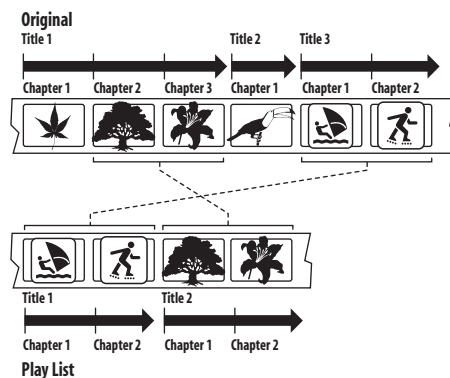 Original
Title 1 Title 2 Title 3
Chapter 1 Chapter 2 Chapter 3 Chapter 1 Chapter 1 Chapter 2
Title 1 Title 2
Chapter 1 Chapter 2 Chapter 1 Chapter 2
Play List